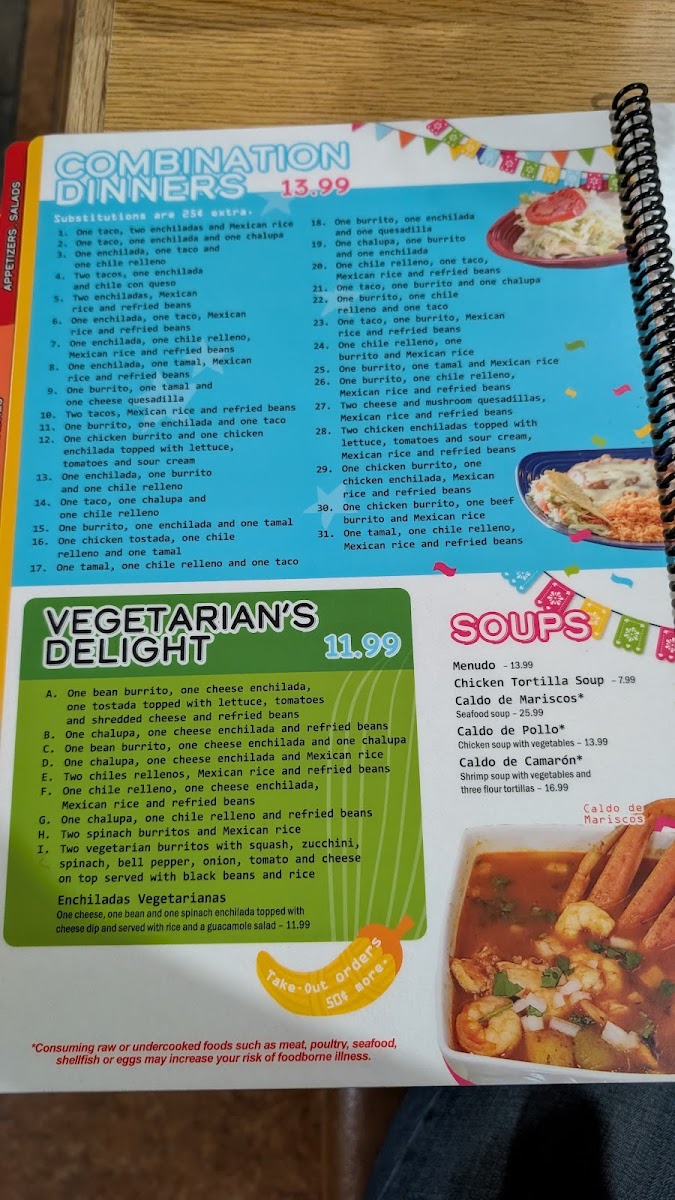 APPETIZERS SALADS
COMBINATION
DINNERS 13.99
Substitutions are 25¢ extra.
1. One taco, two enchiladas and Mexican rice
2. One taco, one enchilada and one chalupa
3. One enchilada, one taco and
one chile relleno
4. Two tacos, one enchilada
and chile con queso
5. Two enchiladas, Mexican
rice and refried beans
6. One enchilada, one taco, Mexican
rice and refried beans
7. One enchilada, one chile relleno,
Mexican rice and refried beans
8. One enchilada, one tamal, Mexican
rice and refried beans
9. One burrito, one tamal and
one cheese quesadilla
10. Two tacos, Mexican rice and refried beans
11. One burrito, one enchilada and one taco
12. One chicken burrito and one chicken
enchilada topped with lettuce,
tomatoes and sour cream
13. One enchilada, one burrito
and one chile relleno
14. One taco, one chalupa and
one chile relleno
15. One burrito, one enchilada and one tamal
16. One chicken tostada, one chile
relleno and one tamal
17. One tamal, one chile relleno and one taco
18. One burrito, one enchilada
and one quesadilla
19. One chalupa, one burrito
and one enchilada
20. One chile relleno, one taco,
Mexican rice and refried beans
21. One taco, one burrito and one chalupa
22. One burrito, one chile
relleno and one taco
23. One taco, one burrito, Mexican
rice and refried beans
24. One chile relleno, one
burrito and Mexican rice
25. One burrito, one tamal and Mexican rice
26. One burrito, one chile relleno,
Mexican rice and refried beans
27. Two cheese and mushroom quesadillas,
Mexican rice and refried beans
28. Two chicken enchiladas topped with
lettuce, tomatoes and sour cream,
Mexican rice and refried beans
29. One chicken burrito, one
chicken enchilada, Mexican
rice and refried beans
30. One chicken burrito, one beef
burrito and Mexican rice
31. One tamal, one chile relleno,
Mexican rice and refried beans
VEGETARIAN'S
DELIGHT 11.99
A. One bean burrito, one cheese enchilada,
one tostada topped with lettuce, tomatoes
and shredded cheese and refried beans
B. One chalupa, one cheese enchilada and refried beans
C. One bean burrito, one cheese enchilada and one chalupa
D. One chalupa, one cheese enchilada and Mexican rice
E. Two chiles rellenos, Mexican rice and refried beans
F. One chile relleno, one cheese enchilada,
Mexican rice and refried beans
G. One chalupa, one chile relleno and refried beans
H. Two spinach burritos and Mexican rice
I. Two vegetarian burritos with squash, zucchini,
spinach, bell pepper, onion, tomato and cheese
on top served with black beans and rice
Enchiladas Vegetarianas
One cheese, one bean and one spinach enchilada topped with
cheese dip and served with rice and a guacamole salad – 11.99
SOUPS
Menudo – 13.99
Chicken Tortilla Soup – 7.99
Caldo de Mariscos*
Seafood soup – 25.99
Caldo de Pollo*
Chicken soup with vegetables – 13.99
Caldo de Camarón*
Shrimp soup with vegetables and
three flour tortillas – 16.99
Caldo de
Mariscos
Take-Out orders
50¢ more.
*Consuming raw or undercooked foods such as meat, poultry, seafood,
shellfish or eggs may increase your risk of foodborne illness.